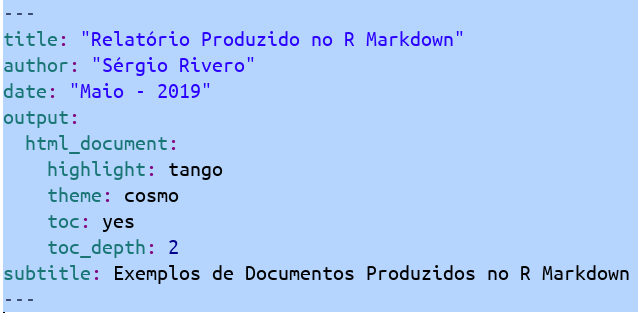 ---
title: "Relatório Produzido no R Markdown"
author: "Sérgio Rivero"
date: "Maio - 2019"
output:
  html_document:
    highlight: tango
    theme: cosmo
    toc: yes
    toc_depth: 2
subtitle: Exemplos de Documentos Produzidos no R Markdown
---